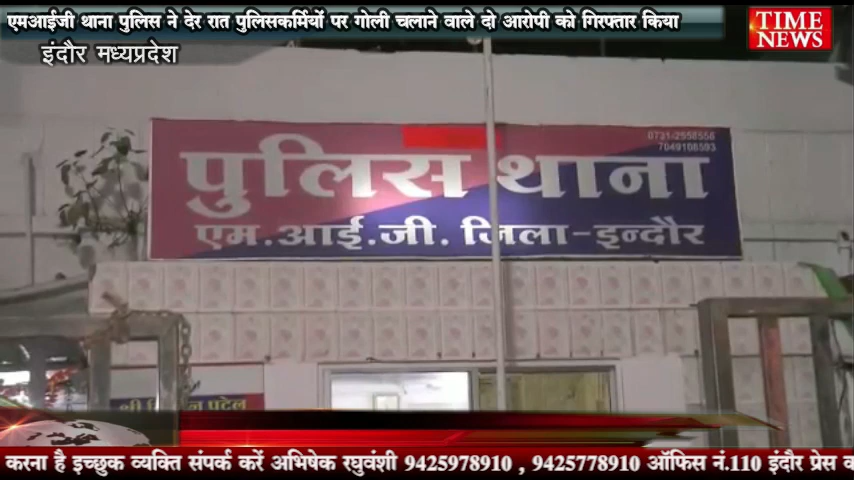 एमआईजी थाना पुलिस ने देर रात पुलिसकर्मियों पर गोली चलाने वाले दो आरोपी को गिरफ्तार किया
TIME
NEWS
इंदौर मध्यप्रदेश
0731-2558556
7049108593
पुलिस थाना
एम.आई.जी. जिला-इन्दौर
श्री पटेल
करना है इच्छुक व्यक्ति संपर्क करें अभिषेक रघुवंशी 9425978910 , 9425778910 ऑफिस नं.110 इंदौर प्रेस